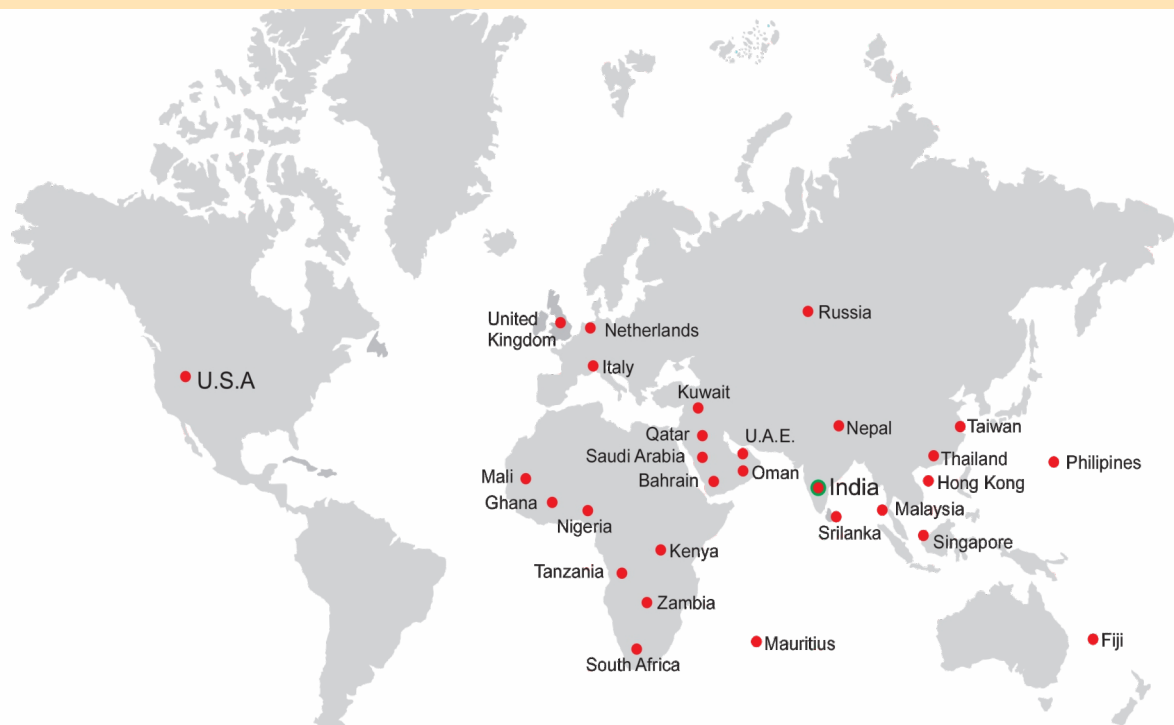 Russia
United
Kingdom
Netherlands
Italy
U.S.A
Kuwait
Nepal
Taiwan
Qatar
U.A.E.
Saudi Arabia
Thailand
Philipines
Mali
Bahrain
Oman
India
Hong Kong
Ghana
Nigeria
Malaysia
Srilanka
Singapore
Kenya
Tanzania
Zambia
Mauritius
Fiji
South Africa